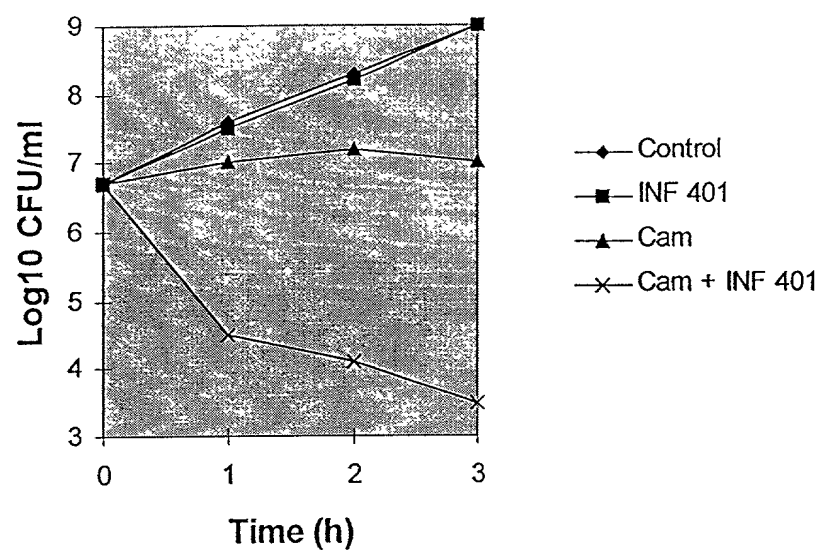 Log10 CFU/ml
9
8
7
6
5
4
3
0 1 2 3
Time (h)
Control
INF 401
Cam
Cam + INF 401